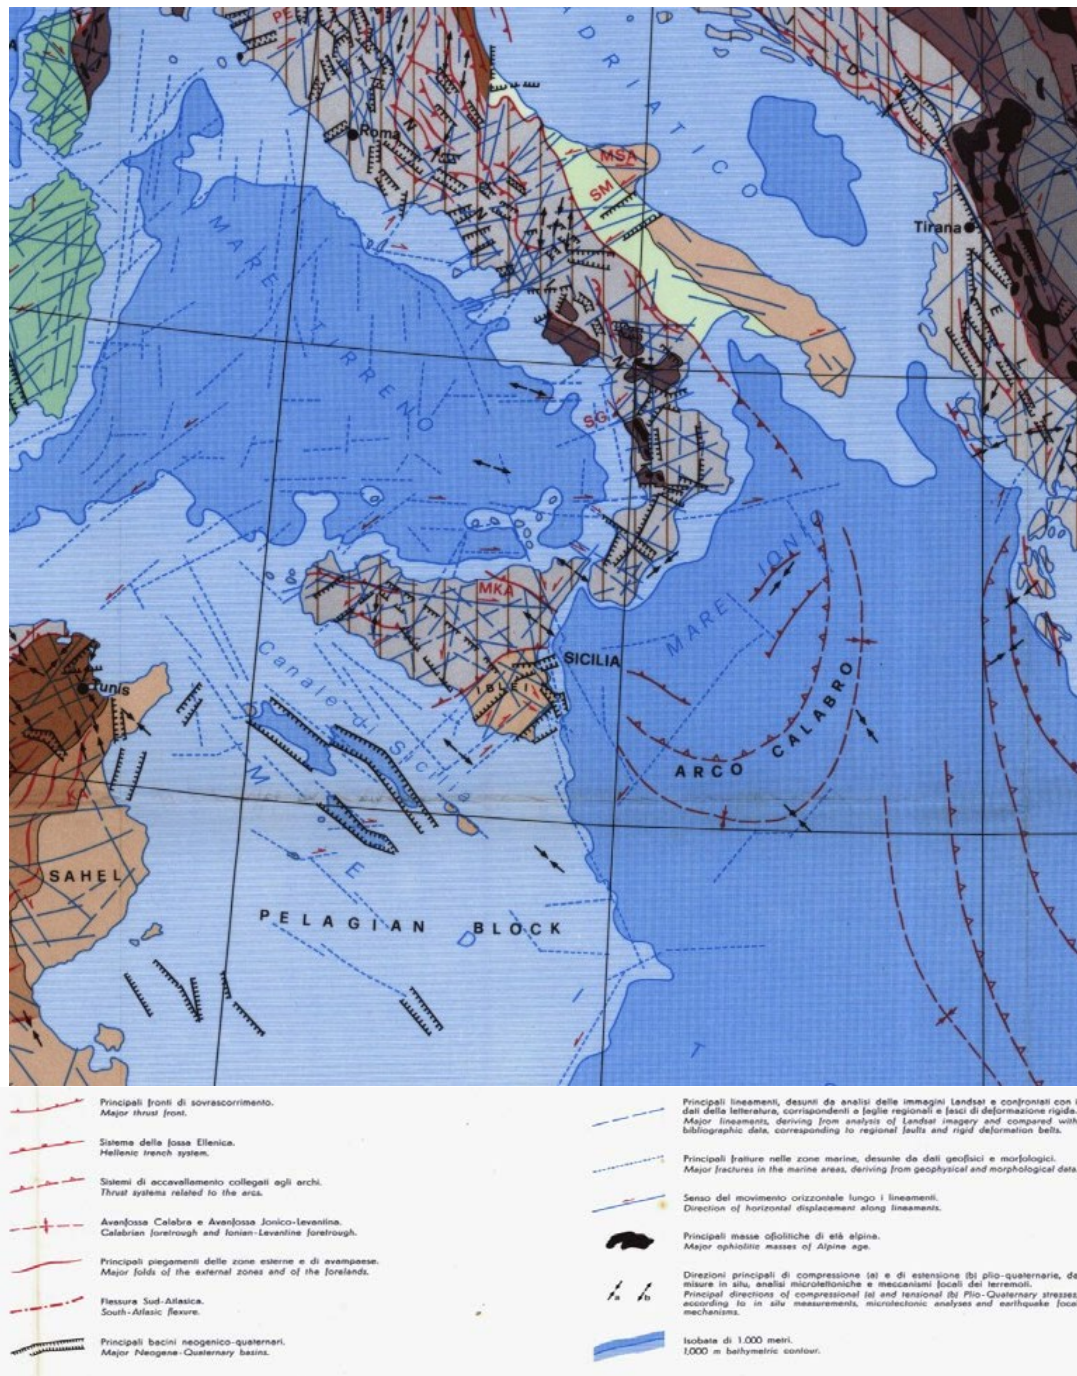 PE
ADRIATICO
Roma
MSA
SM
Tirana
MARE TIRRENO
SG
MARE IONIO
MKA
SICILIA
IBLEI
Tunis
Canale di Sicilia
ARCO CALABRO
KA
SAHEL
PELAGIAN BLOCK
M E D I T
Principali fronti di sovrascorrimento.
Major thrust front.
Sistema della fossa Ellenica.
Hellenic trench system.
Sistemi di accavallamento collegati agli archi.
Thrust systems related to the arcs.
Avanfossa Calabra e Avanfossa Jonico-Levantina.
Calabrian foretrough and Ionian-Levantine foretrough.
Principali piegamenti delle zone esterne e di avampaese.
Major folds of the external zones and of the forelands.
Flessura Sud-Atlasica.
South-Atlasic flexure.
Principali bacini neogenico-quaternari.
Major Neogene-Quaternary basins.
Principali lineamenti, desunti da analisi delle immagini Landsat e confrontati con i
dati della letteratura, corrispondenti a faglie regionali e fasci di deformazione rigida.
Major lineaments, deriving from analysis of Landsat imagery and compared with
bibliographic data, corresponding to regional faults and rigid deformation belts.
Principali fratture nelle zone marine, desunte da dati geofisici e morfologici.
Major fractures in the marine areas, deriving from geophysical and morphological data.
Senso del movimento orizzontale lungo i lineamenti.
Direction of horizontal displacement along lineaments.
Principali masse ofiolitiche di età alpina.
Major ophiolitic masses of Alpine age.
a b
Direzioni principali di compressione (a) e di estensione (b) plio-quaternarie, da
misure in situ, analisi microtettoniche e meccanismi focali dei terremoti.
Principal directions of compressional (a) and tensional (b) Plio-Quaternary stresses,
according to in situ measurements, microtectonic analyses and earthquake focal
mechanisms.
Isobata di 1.000 metri.
1,000 m bathymetric contour.